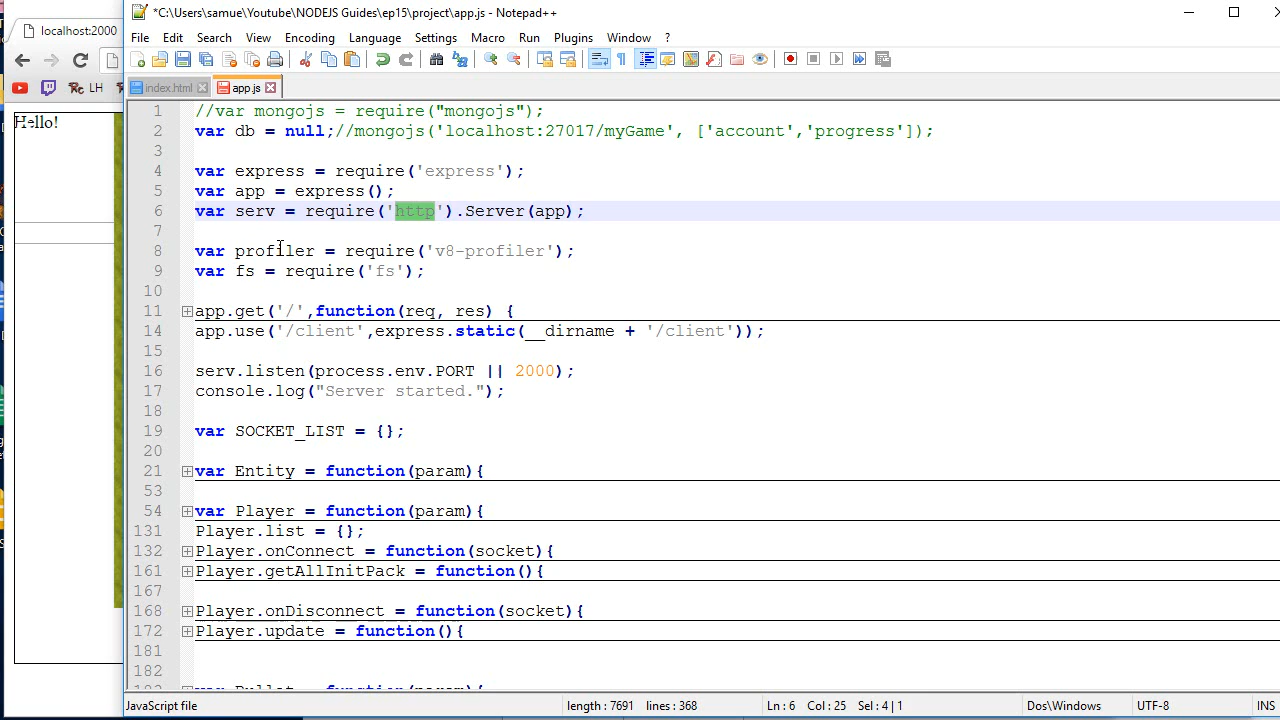 *C:\Users\samue\Youtube\NODEJS Guides\ep15\project\app.js - Notepad++
localhost:2000
File Edit Search View Encoding Language Settings Macro Run Plugins Window ?
LH
index.html app.js
Hello!
1 //var mongojs = require("mongojs");
2 var db = null;//mongojs('localhost:27017/myGame', ['account','progress']);
3
4 var express = require('express');
5 var app = express();
6 var serv = require('http').Server(app);
7
8 var profiler = require('v8-profiler');
9 var fs = require('fs');
10
11 app.get('/',function(req, res) {
14 app.use('/client',express.static(__dirname + '/client'));
15
16 serv.listen(process.env.PORT || 2000);
17 console.log("Server started.");
18
19 var SOCKET_LIST = {};
20
21 var Entity = function(param){
53
54 var Player = function(param){
131 Player.list = {};
132 Player.onConnect = function(socket){
161 Player.getAllInitPack = function(){
167
168 Player.onDisconnect = function(socket){
172 Player.update = function(){
181
182
183 var Bullet = function(param){
JavaScript file length : 7691 lines : 368 Ln : 6 Col : 25 Sel : 4 | 1 Dos\Windows UTF-8 INS